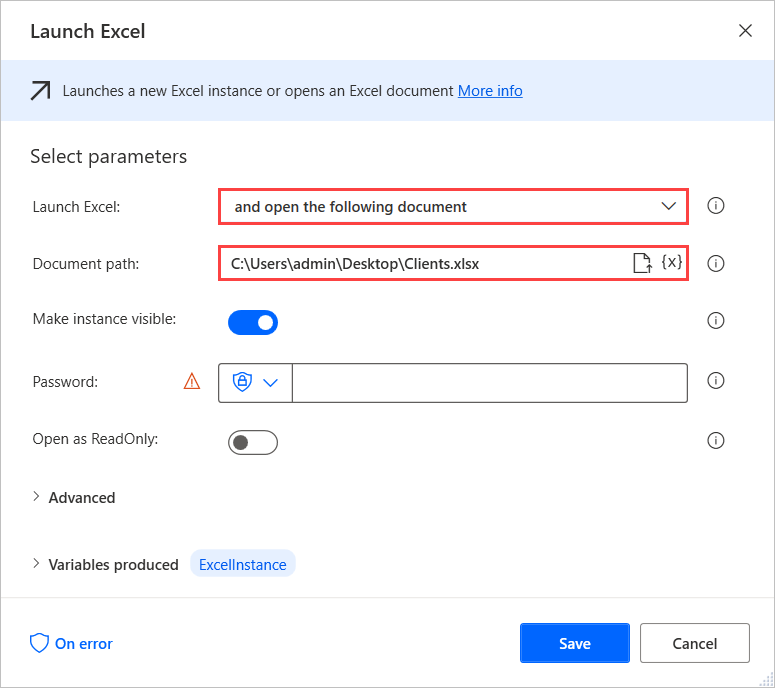 Launch Excel
Launches a new Excel instance or opens an Excel document More info
Select parameters
Launch Excel: and open the following document
Document path: C:\Users\admin\Desktop\Clients.xlsx {x}
Make instance visible:
Password:
Open as ReadOnly:
Advanced
Variables produced ExcelInstance
On error Save Cancel